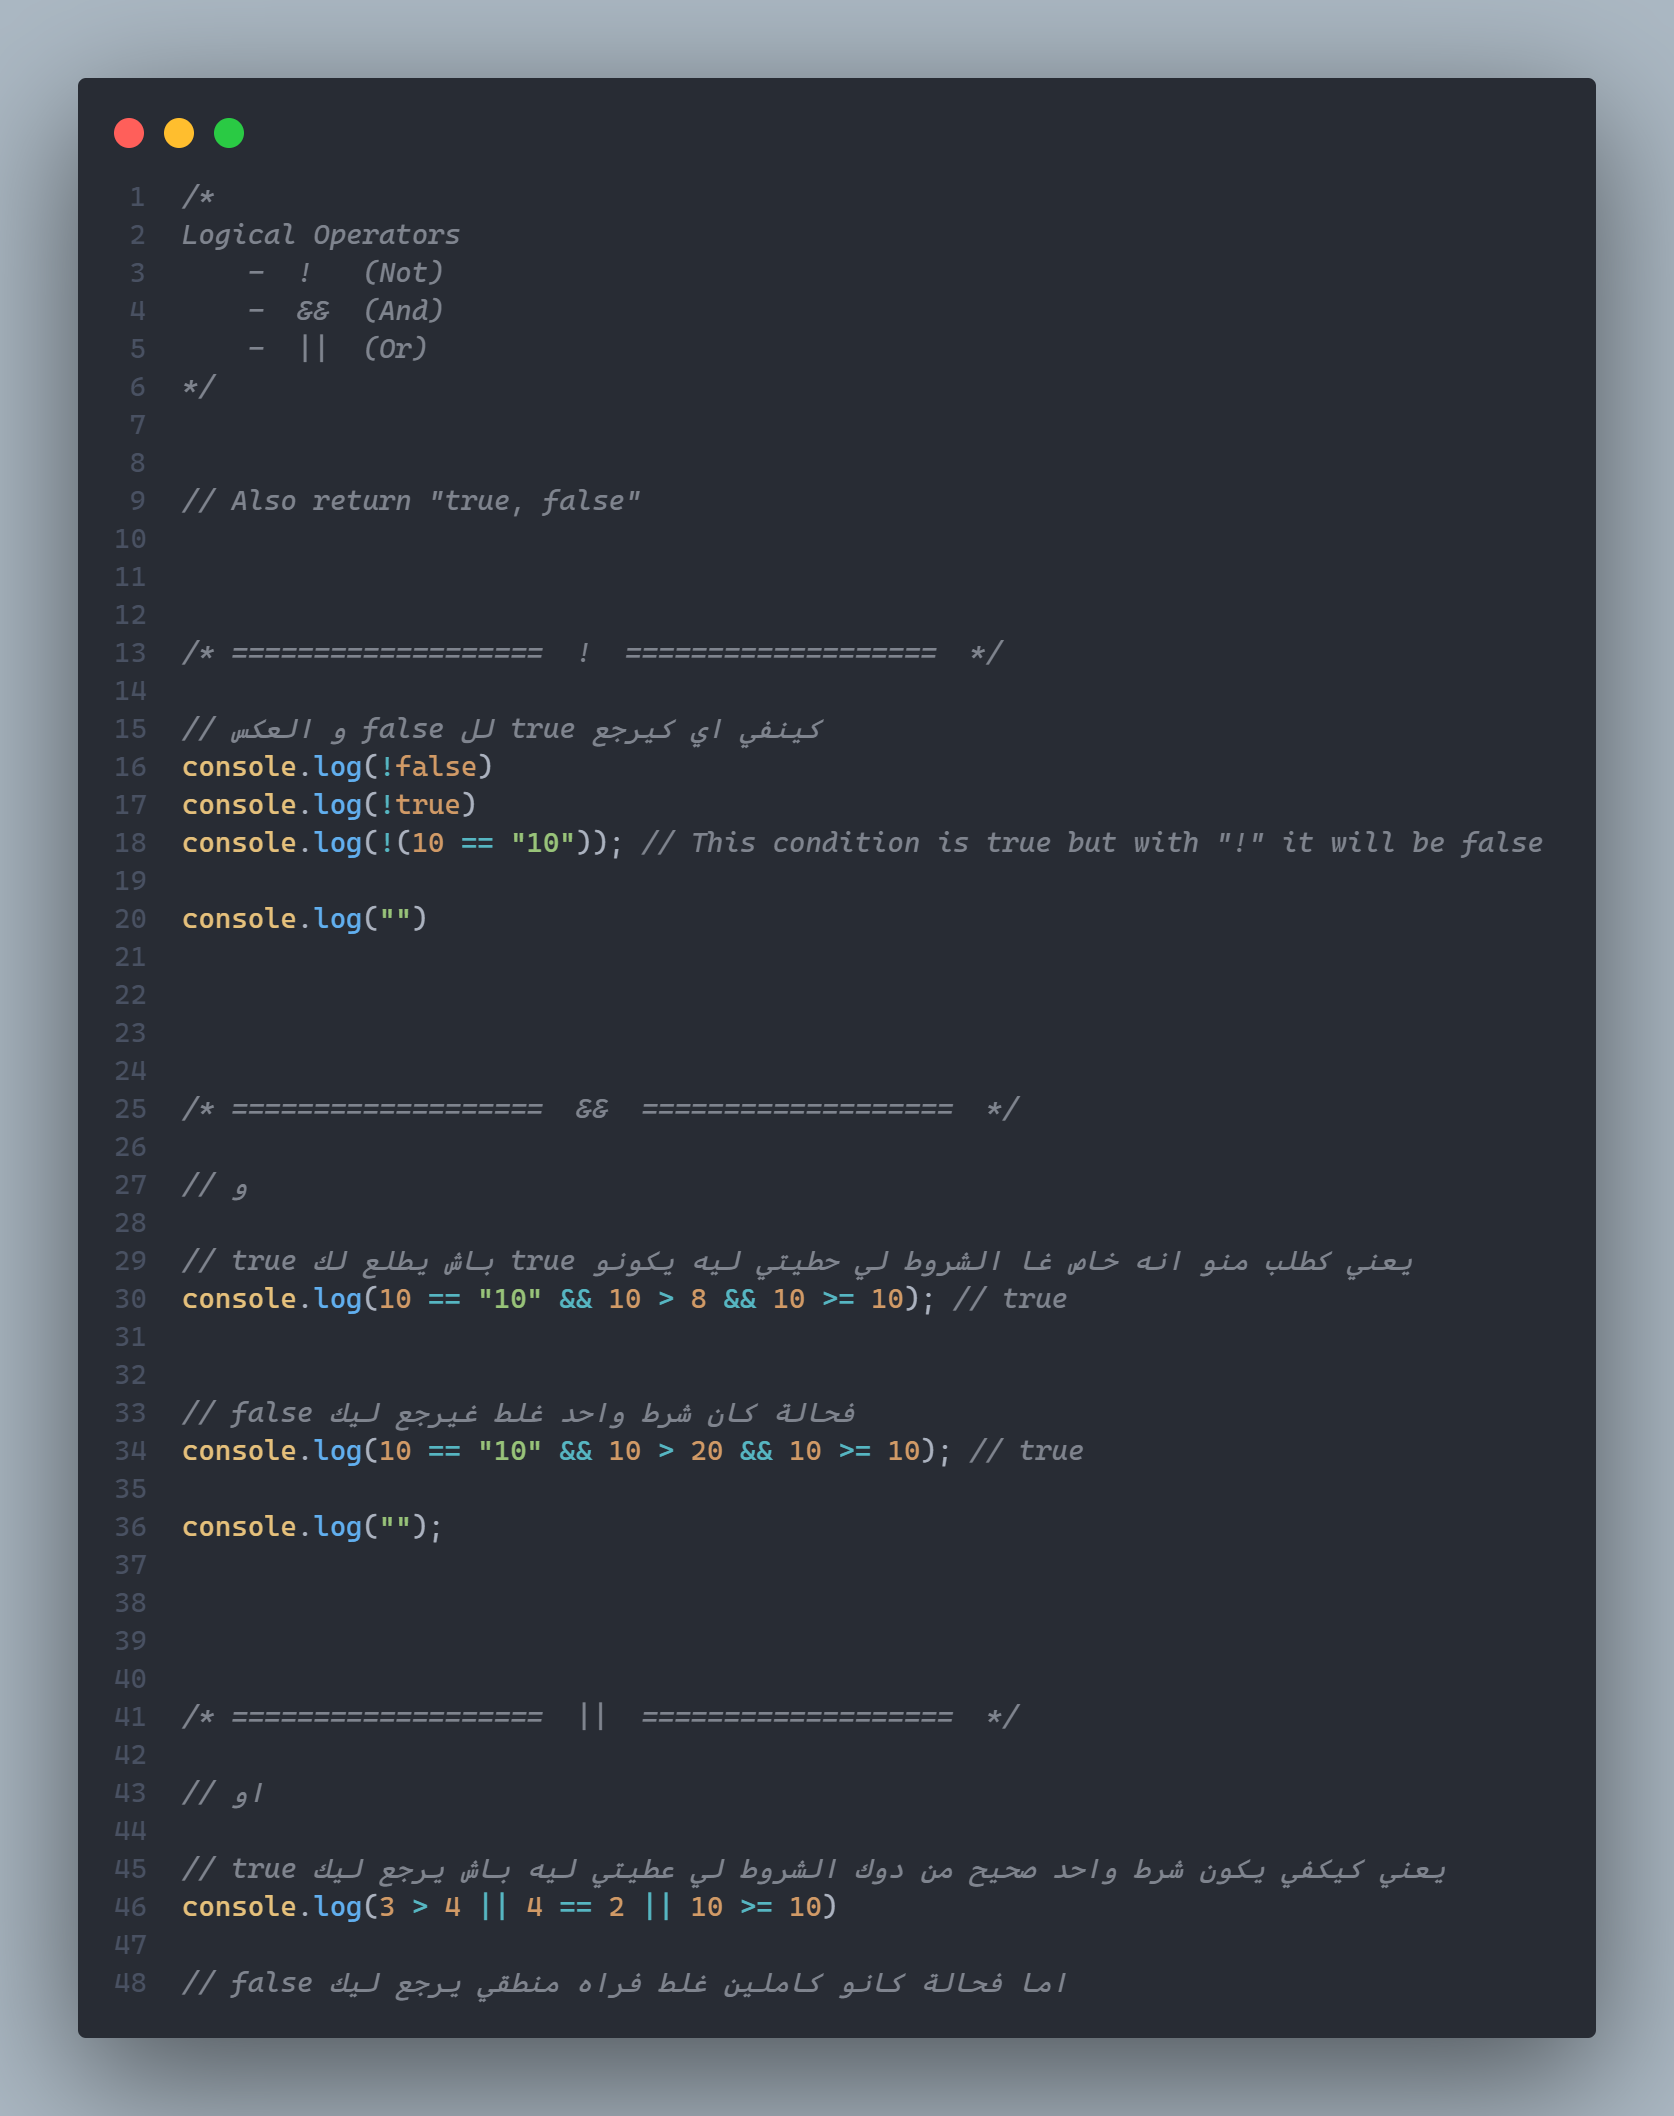 1 /*
2 Logical Operators
3     -  !   (Not)
4     -  &&  (And)
5     -  ||  (Or)
6 */
7
8
9 // Also return "true, false"
10
11
12
13 /* ===================  !  ===================  */
14
15 // كينفي اي كيرجع true لل false و العكس
16 console.log(!false)
17 console.log(!true)
18 console.log(!(10 == "10")); // This condition is true but with "!" it will be false
19
20 console.log("")
21
22
23
24
25 /* ===================  &&  ===================  */
26
27 // و
28
29 // يعني كطلب منو انه خاص غا الشروط لي حطيتي ليه يكونو true باش يطلع لك true
30 console.log(10 == "10" && 10 > 8 && 10 >= 10); // true
31
32
33 // فحالة كان شرط واحد غلط غيرجع ليك false
34 console.log(10 == "10" && 10 > 20 && 10 >= 10); // true
35
36 console.log("");
37
38
39
40
41 /* ===================  ||  ===================  */
42
43 // او
44
45 // يعني كيكفي يكون شرط واحد صحيح من دوك الشروط لي عطيتي ليه باش يرجع ليك true
46 console.log(3 > 4 || 4 == 2 || 10 >= 10)
47
48 // اما فحالة كانو كاملين غلط فراه منطقي يرجع ليك false